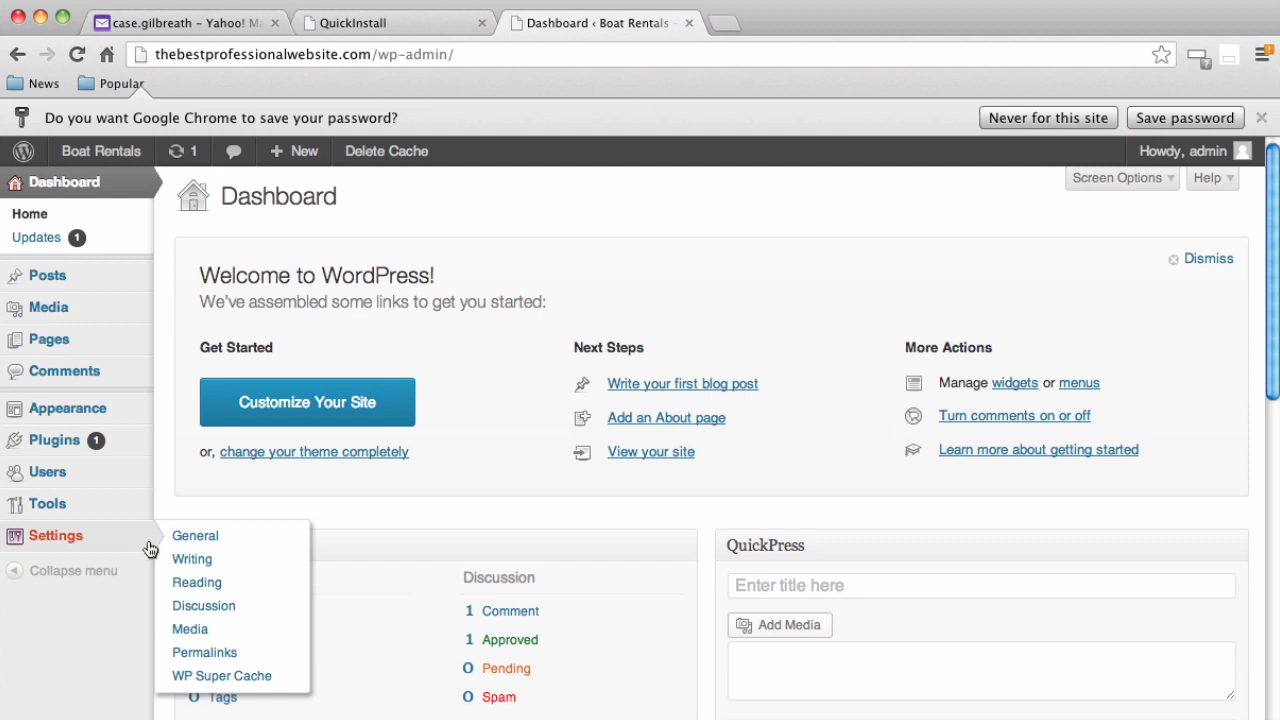 case.gilbreath – Yahoo! Ma
QuickInstall
Dashboard ‹ Boat Rentals
thebestprofessionalwebsite.com/wp-admin/
News
Popular
Do you want Google Chrome to save your password?
Never for this site
Save password
Boat Rentals
1
New
Delete Cache
Howdy, admin
Dashboard
Home
Updates 1
Posts
Media
Pages
Comments
Appearance
Plugins 1
Users
Tools
Settings
Collapse menu
General
Writing
Reading
Discussion
Media
Permalinks
WP Super Cache
Dashboard
Screen Options
Help
Welcome to WordPress!
Dismiss
We've assembled some links to get you started:
Get Started
Customize Your Site
or, change your theme completely
Next Steps
Write your first blog post
Add an About page
View your site
More Actions
Manage widgets or menus
Turn comments on or off
Learn more about getting started
Discussion
1 Comment
1 Approved
0 Pending
0 Tags
0 Spam
QuickPress
Enter title here
Add Media